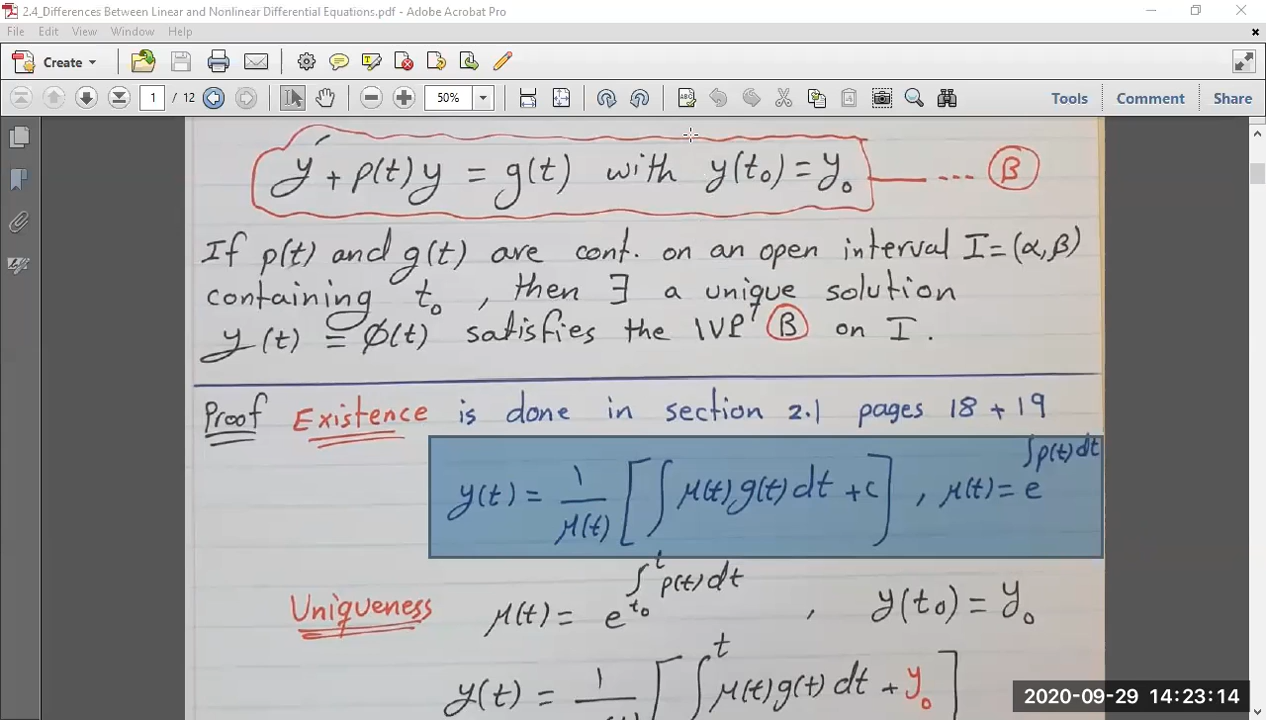 2.4_Differences Between Linear and Nonlinear Differential Equations.pdf - Adobe Acrobat Pro
File Edit View Window Help
Create
1 / 12 50% Tools Comment Share
y′ + p(t)y = g(t) with y(t₀) = y₀ --- B
If p(t) and g(t) are cont. on an open interval I = (α,β)
containing t₀, then ∃ a unique solution
y(t) = φ(t) satisfies the IVP B on I.
Proof Existence is done in section 2.1 pages 18 + 19
y(t) = 1/μ(t) [∫ μ(t)g(t) dt + c], μ(t) = e^∫p(t)dt
Uniqueness μ(t) = e^∫_t₀^t p(t)dt , y(t₀) = y₀
y(t) = 1/μ(t) [∫^t μ(t)g(t) dt + y₀]
2020-09-29 14:23:14